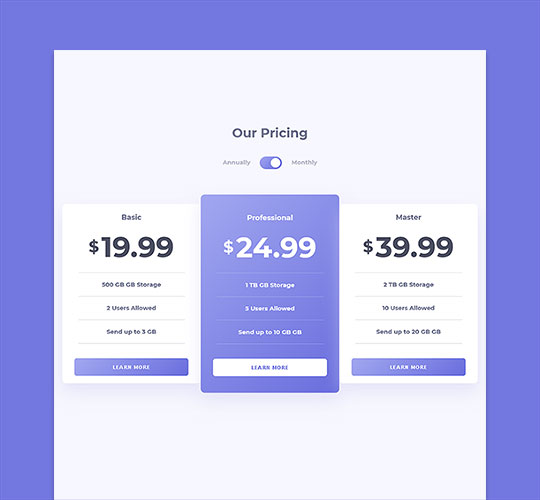 Our Pricing
Annually Monthly
Basic
$19.99
500 GB GB Storage
2 Users Allowed
Send up to 3 GB
LEARN MORE
Professional
$24.99
1 TB GB Storage
5 Users Allowed
Send up to 10 GB GB
LEARN MORE
Master
$39.99
2 TB GB Storage
10 Users Allowed
Send up to 20 GB GB
LEARN MORE